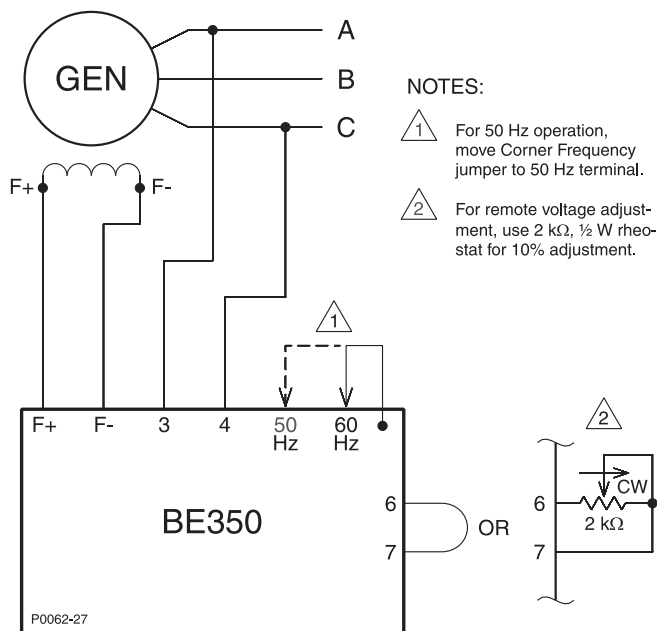 A
GEN
B
C
F+
F-
NOTES:
1
For 50 Hz operation,
move Corner Frequency
jumper to 50 Hz terminal.
2
For remote voltage adjust-
ment, use 2 kΩ, ½ W rheo-
stat for 10% adjustment.
1
F+
F-
3
4
50
Hz
60
Hz
BE350
6
7
OR
2
6
CW
2 kΩ
7
P0062-27